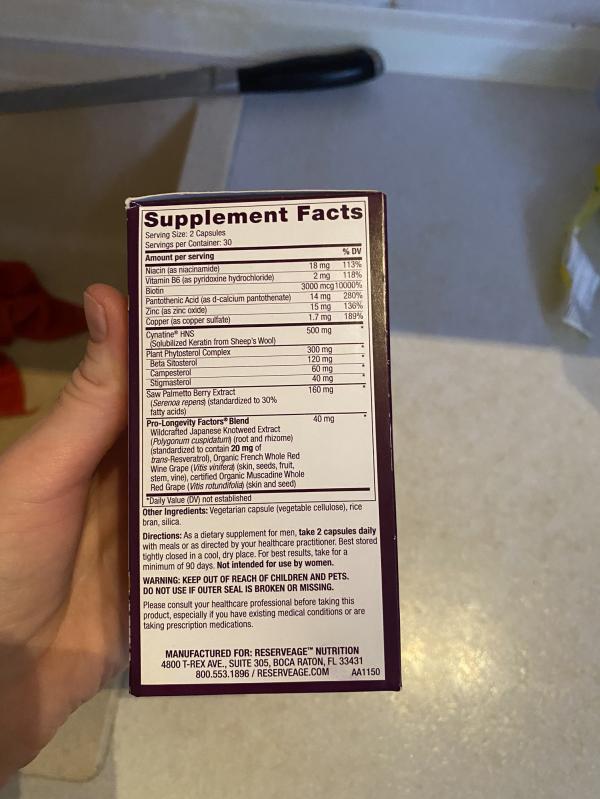 Supplement Facts
Serving Size: 2 Capsules
Servings per Container: 30
Amount per serving % DV
Niacin (as niacinamide) 18 mg 113%
Vitamin B6 (as pyridoxine hydrochloride) 2 mg 118%
Biotin 3000 mcg 10000%
Pantothenic Acid (as d-calcium pantothenate) 14 mg 280%
Zinc (as zinc oxide) 15 mg 136%
Copper (as copper sulfate) 1.7 mg 189%
Cynatine® HNS 500 mg *
(Solubilized Keratin from Sheep's Wool)
Plant Phytosterol Complex 300 mg *
Beta Sitosterol 120 mg *
Campesterol 60 mg *
Stigmasterol 40 mg *
Saw Palmetto Berry Extract 160 mg *
(Serenoa repens) (standardized to 30%
fatty acids)
Pro-Longevity Factors® Blend 40 mg *
Wildcrafted Japanese Knotweed Extract
(Polygonum cuspidatum) (root and rhizome)
(standardized to contain 20 mg of
trans-Resveratrol), Organic French Whole Red
Wine Grape (Vitis vinifera) (skin, seeds, fruit,
stem, vine), certified Organic Muscadine Whole
Red Grape (Vitis rotundifolia) (skin and seed)
*Daily Value (DV) not established
Other Ingredients: Vegetarian capsule (vegetable cellulose), rice
bran, silica.
Directions: As a dietary supplement for men, take 2 capsules daily
with meals or as directed by your healthcare practitioner. Best stored
tightly closed in a cool, dry place. For best results, take for a
minimum of 90 days. Not intended for use by women.
WARNING: KEEP OUT OF REACH OF CHILDREN AND PETS.
DO NOT USE IF OUTER SEAL IS BROKEN OR MISSING.
Please consult your healthcare professional before taking this
product, especially if you have existing medical conditions or are
taking prescription medications.
MANUFACTURED FOR: RESERVEAGE™ NUTRITION
4800 T-REX AVE., SUITE 305, BOCA RATON, FL 33431
800.553.1896 / RESERVEAGE.COM AA1150